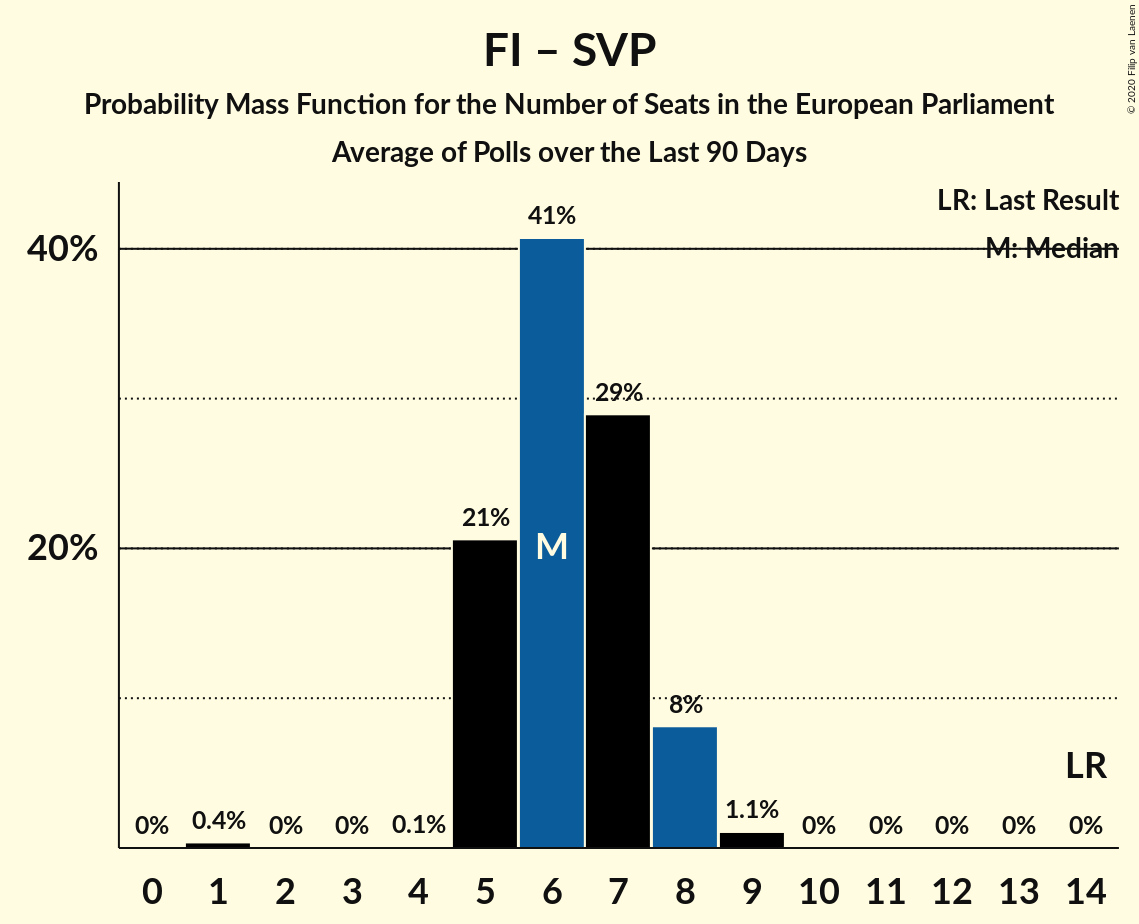 FI – SVP
Probability Mass Function for the Number of Seats in the European Parliament
Average of Polls over the Last 90 Days
© 2020 Filip van Laenen
LR: Last Result
M: Median
40%
20%
41%
29%
21%
M
8%
LR
0%
0.4%
0%
0%
0.1%
1.1%
0%
0%
0%
0%
0%
0 1 2 3 4 5 6 7 8 9 10 11 12 13 14